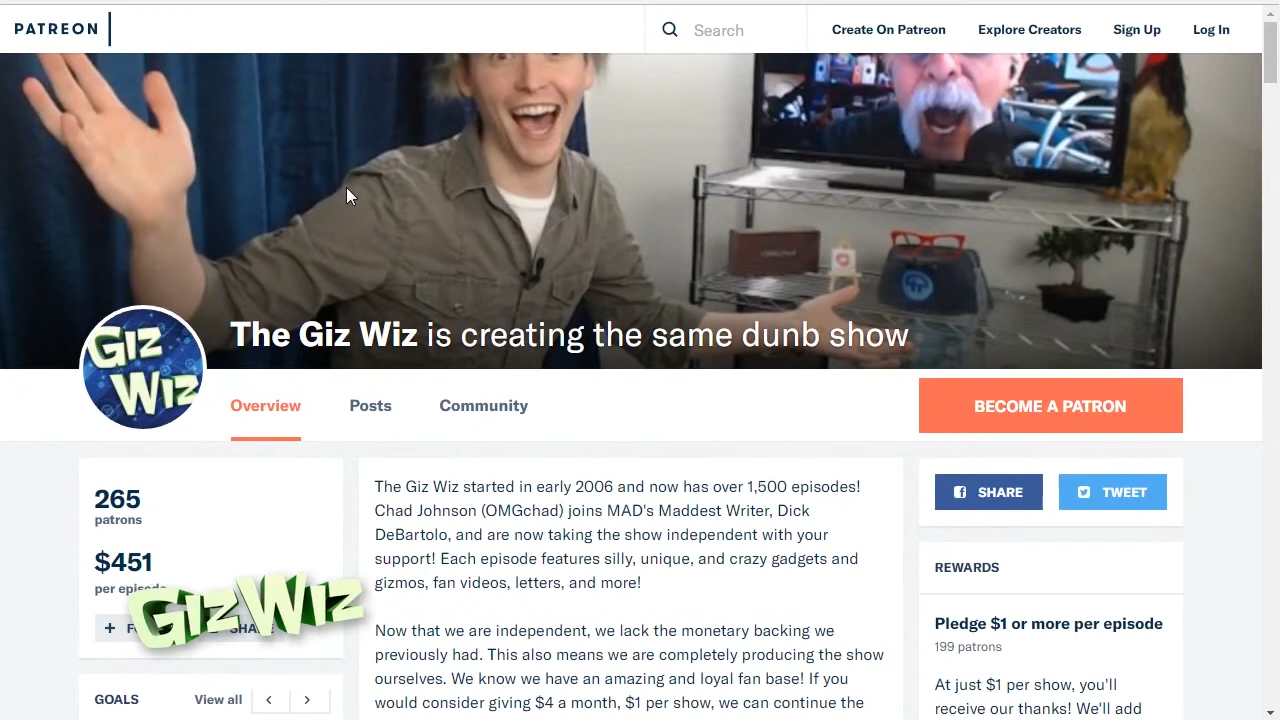 PATREON
Search
Create On Patreon
Explore Creators
Sign Up
Log In
The Giz Wiz is creating the same dunb show
GIZ
WIZ
Overview
Posts
Community
BECOME A PATRON
265
patrons
$451
per episode
GIZWIZ
SHARE
GOALS
View all
The Giz Wiz started in early 2006 and now has over 1,500 episodes!
Chad Johnson (OMGchad) joins MAD's Maddest Writer, Dick
DeBartolo, and are now taking the show independent with your
support! Each episode features silly, unique, and crazy gadgets and
gizmos, fan videos, letters, and more!
Now that we are independent, we lack the monetary backing we
previously had. This also means we are completely producing the show
ourselves. We know we have an amazing and loyal fan base! If you
would consider giving $4 a month, $1 per show, we can continue the
SHARE
TWEET
REWARDS
Pledge $1 or more per episode
199 patrons
At just $1 per show, you'll
receive our thanks! We'll add